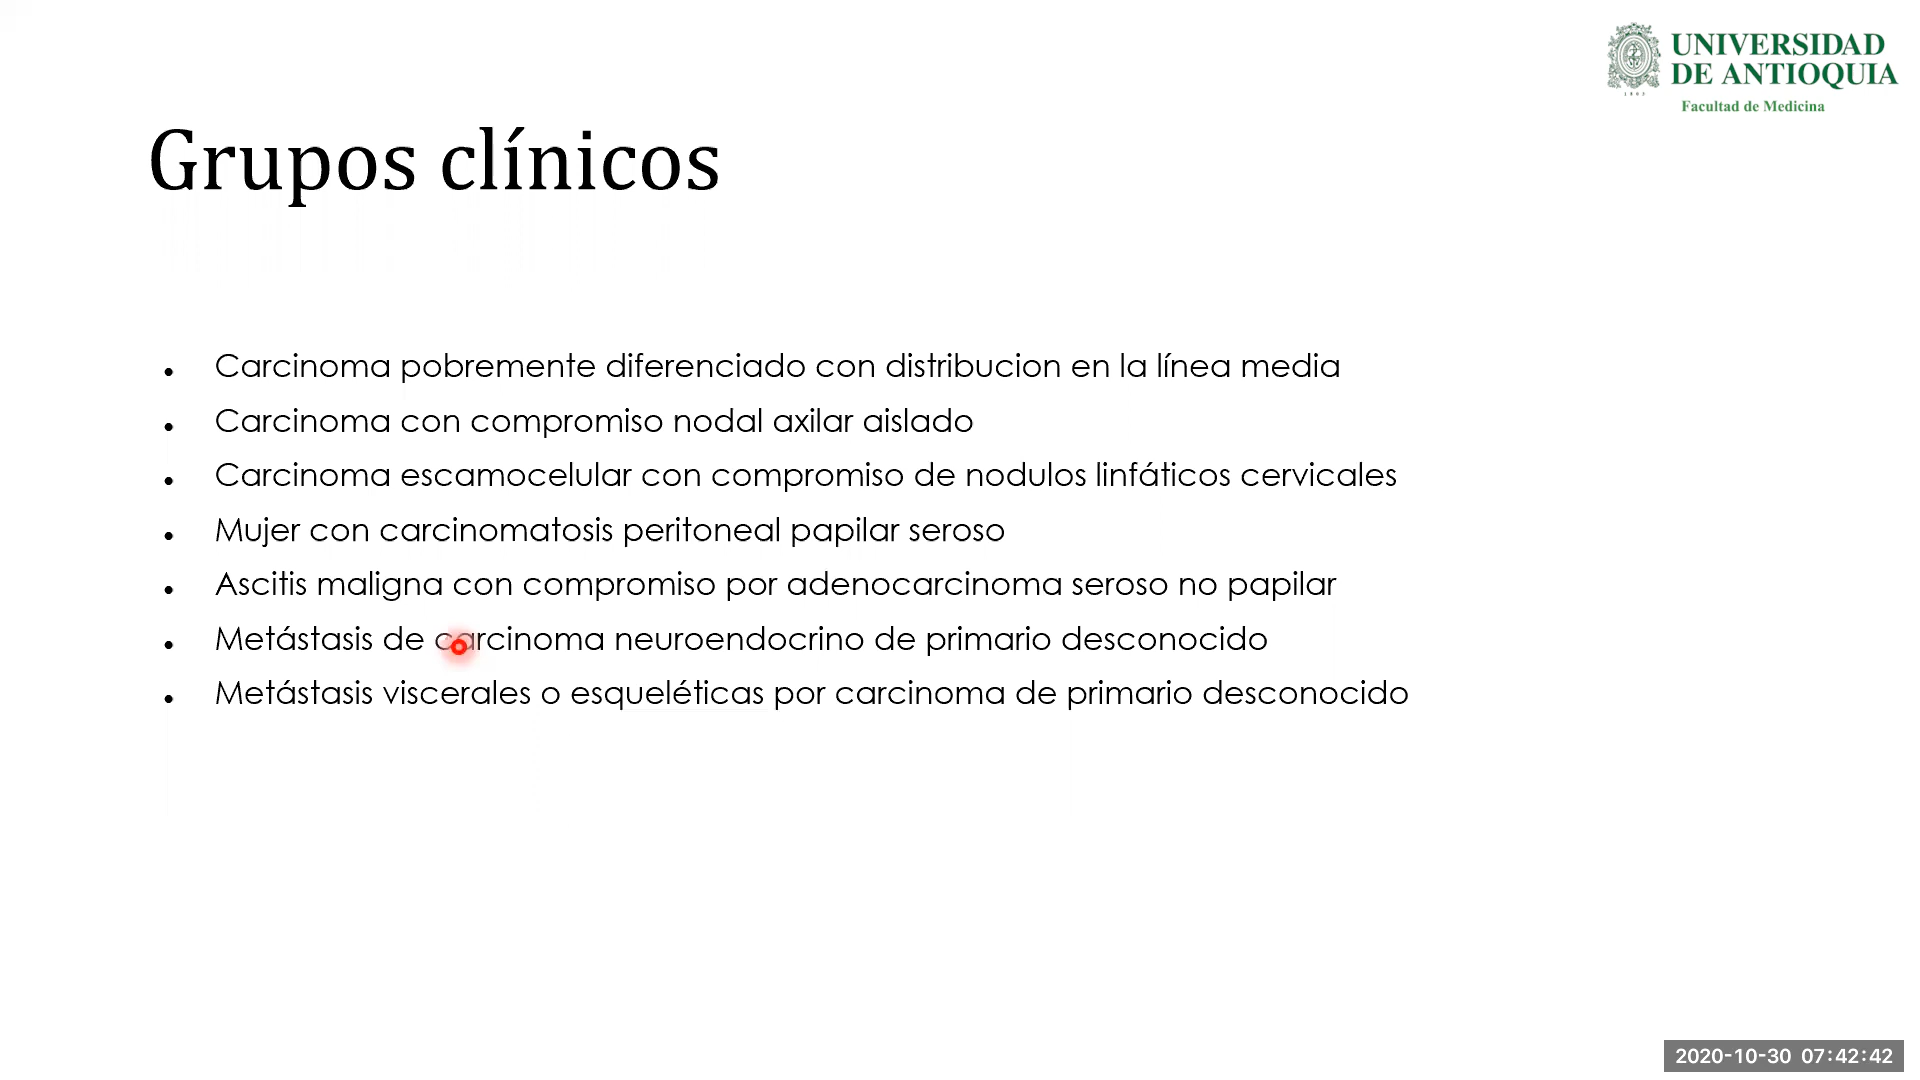 UNIVERSIDAD
DE ANTIOQUIA
1803
Facultad de Medicina
Grupos clínicos
• Carcinoma pobremente diferenciado con distribucion en la línea media
• Carcinoma con compromiso nodal axilar aislado
• Carcinoma escamocelular con compromiso de nodulos linfáticos cervicales
• Mujer con carcinomatosis peritoneal papilar seroso
• Ascitis maligna con compromiso por adenocarcinoma seroso no papilar
• Metástasis de carcinoma neuroendocrino de primario desconocido
• Metástasis viscerales o esqueléticas por carcinoma de primario desconocido
2020-10-30 07:42:42